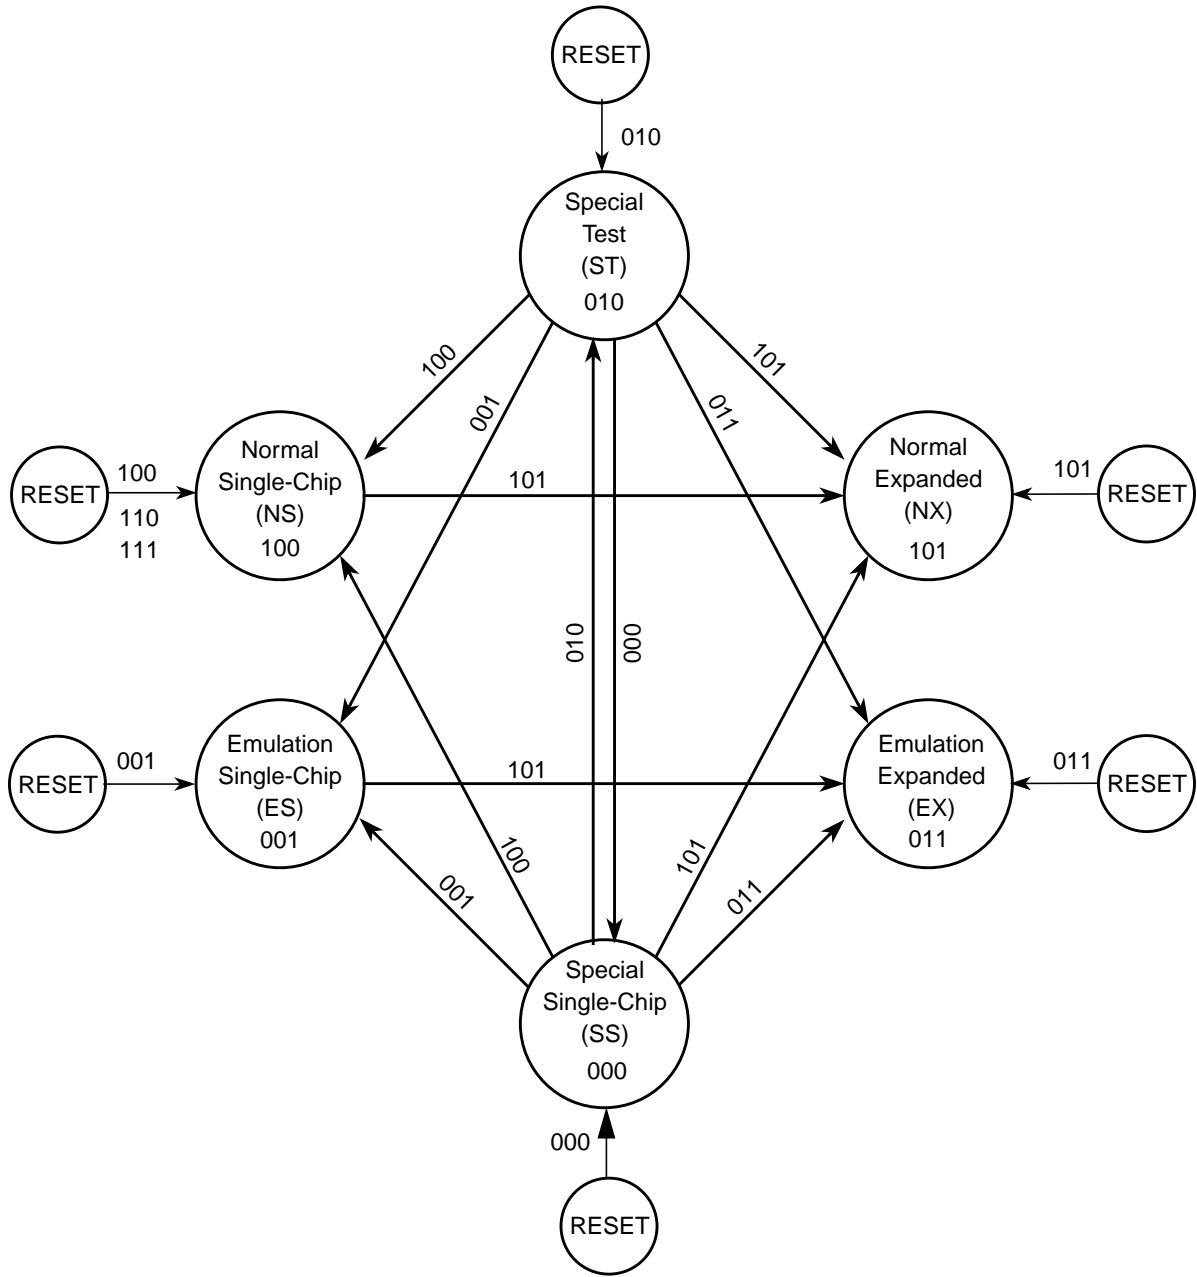 RESET
010
Special
Test
(ST)
010
100
101
001
011
Normal
Single-Chip
(NS)
100
Normal
Expanded
(NX)
101
RESET
100
110
111
101
101
RESET
010
000
Emulation
Single-Chip
(ES)
001
Emulation
Expanded
(EX)
011
RESET
001
101
011
RESET
100
101
001
011
Special
Single-Chip
(SS)
000
000
RESET